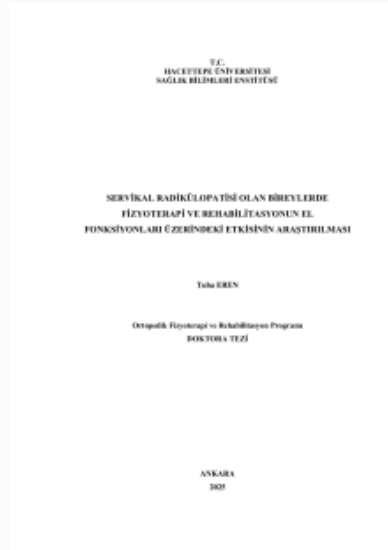 T.C.
HACETTEPE ÜNİVERSİTESİ
SAĞLIK BİLİMLERİ ENSTİTÜSÜ
SERVİKAL RADİKÜLOPATİSİ OLAN BİREYLERDE
FİZYOTERAPİ VE REHABİLİTASYONUN EL
FONKSİYONLARI ÜZERİNDEKİ ETKİSİNİN ARAŞTIRILMASI
EREN
Ortopedik Fizyoterapi ve Rehabilitasyon Programı
DOKTORA TEZİ
ANKARA
2025